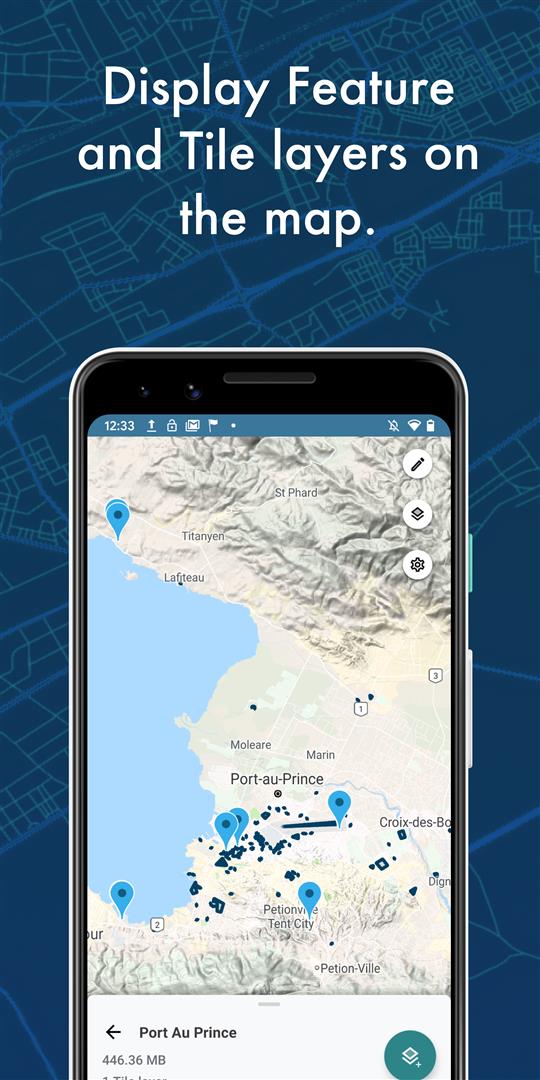 Display Feature
and Tile layers on
the map.
12:33
St Phard
Titanyen
Lafiteau
3
1
Moleare
Marin
Port-au-Prince
Croix-des-Bo
Dign
Petionville
Tent City
2
our
Petion-Ville
Port Au Prince
446.36 MB
1 Tile layer